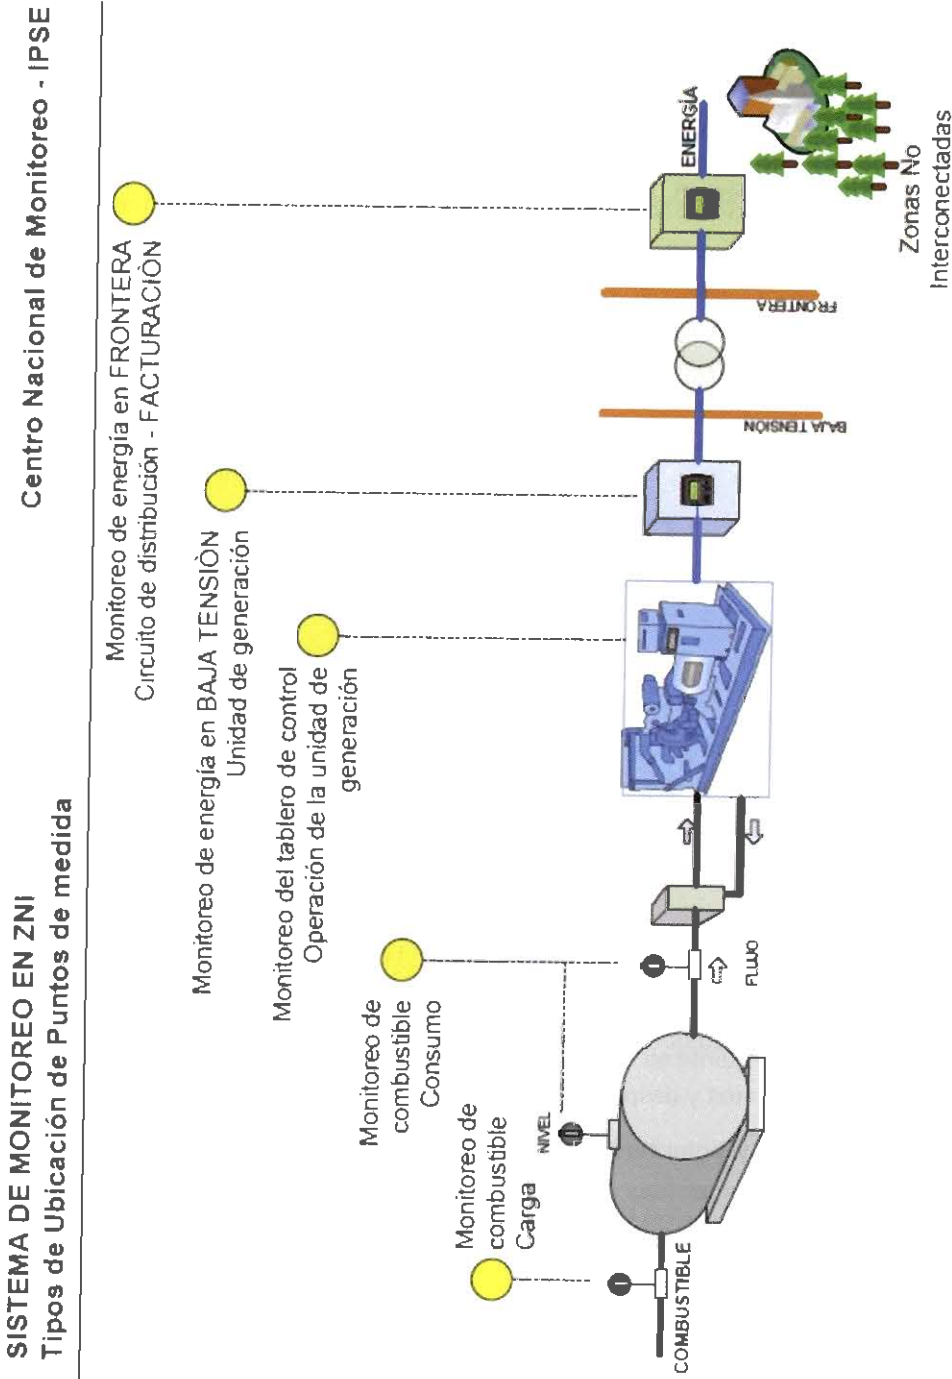 SISTEMA DE MONITOREO EN ZNI
Tipos de Ubicación de Puntos de medida
Centro Nacional de Monitoreo - IPSE
Monitoreo de energía en FRONTERA
Circuito de distribución - FACTURACIÓN
Monitoreo de energía en BAJA TENSIÓN
Unidad de generación
Monitoreo del tablero de control
Operación de la unidad de
generación
Monitoreo de
combustible
Consumo
Monitoreo de
combustible
Carga
NIVEL
COMBUSTIBLE
FLUJO
BAJA TENSIÓN
FRONTERA
ENERGÍA
Zonas No
Interconectadas